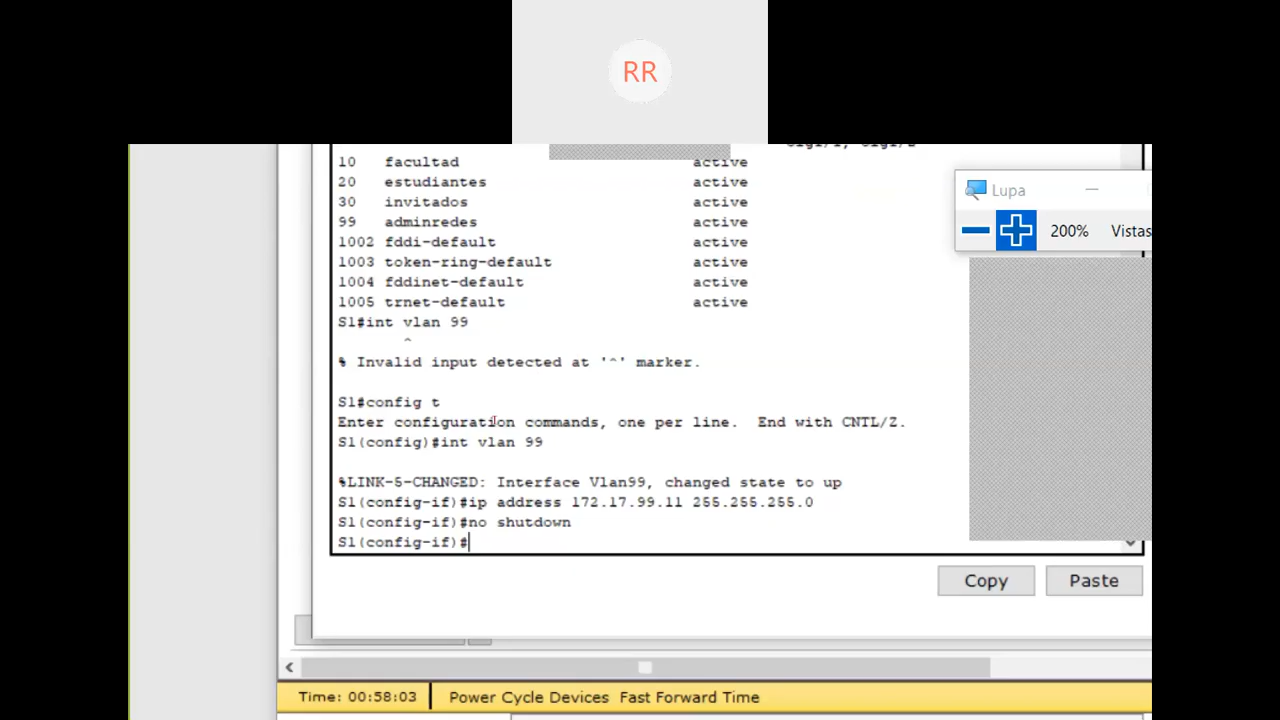 RR
10 facultad active
20 estudiantes active
30 invitados active
99 adminredes active
1002 fddi-default active
1003 token-ring-default active
1004 fddinet-default active
1005 trnet-default active
S1#int vlan 99
^
% Invalid input detected at '^' marker.
S1#config t
Enter configuration commands, one per line. End with CNTL/Z.
S1(config)#int vlan 99
%LINK-5-CHANGED: Interface Vlan99, changed state to up
S1(config-if)#ip address 172.17.99.11 255.255.255.0
S1(config-if)#no shutdown
S1(config-if)#
Lupa
200% Vistas
Copy Paste
Time: 00:58:03 Power Cycle Devices Fast Forward Time